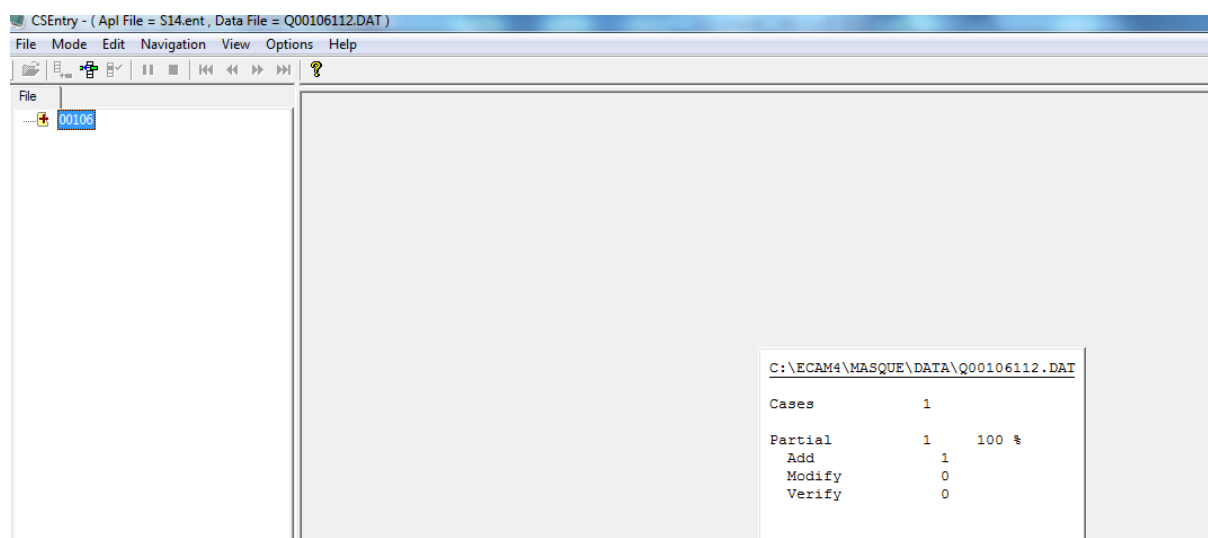 CSEntry - ( Apl File = S14.ent , Data File = Q00106112.DAT )
File Mode Edit Navigation View Options Help
File
00106
C:\ECAM4\MASQUE\DATA\Q00106112.DAT
Cases 1
Partial 1 100 %
Add 1
Modify 0
Verify 0